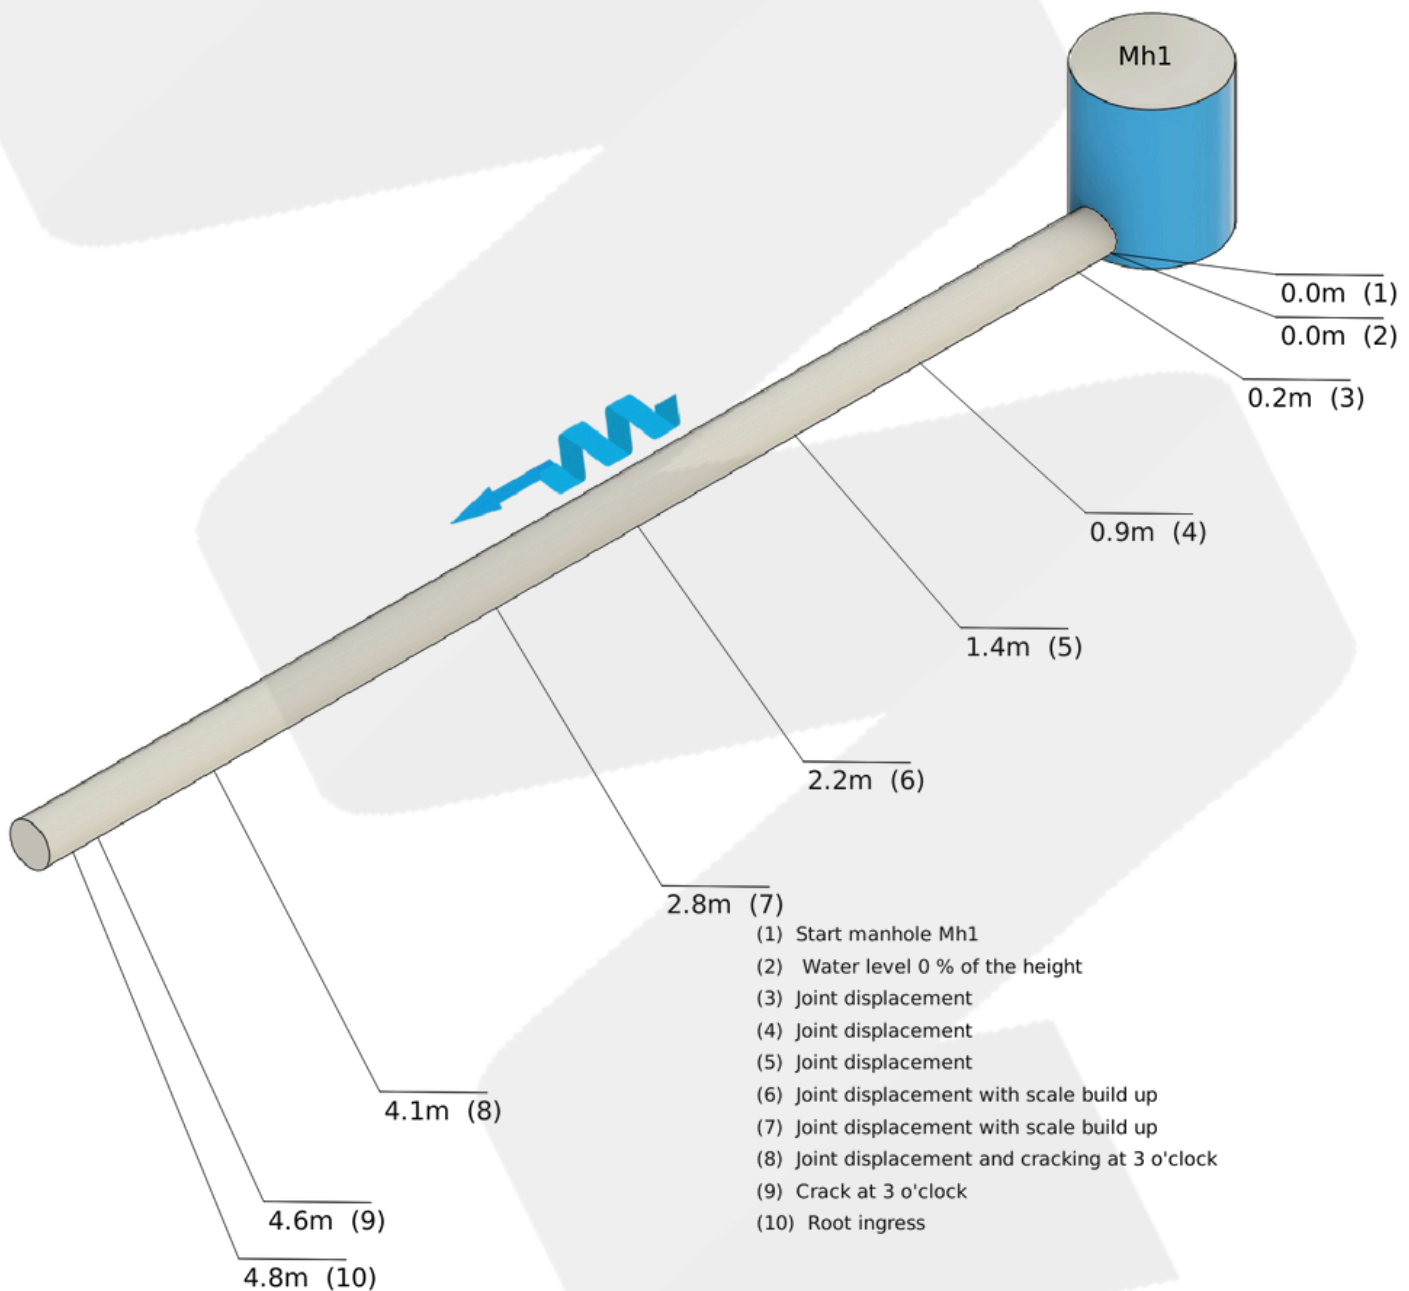 Mh1
0.0m (1)
0.0m (2)
0.2m (3)
0.9m (4)
1.4m (5)
2.2m (6)
2.8m (7)
4.1m (8)
4.6m (9)
4.8m (10)
(1) Start manhole Mh1
(2) Water level 0 % of the height
(3) Joint displacement
(4) Joint displacement
(5) Joint displacement
(6) Joint displacement with scale build up
(7) Joint displacement with scale build up
(8) Joint displacement and cracking at 3 o'clock
(9) Crack at 3 o'clock
(10) Root ingress